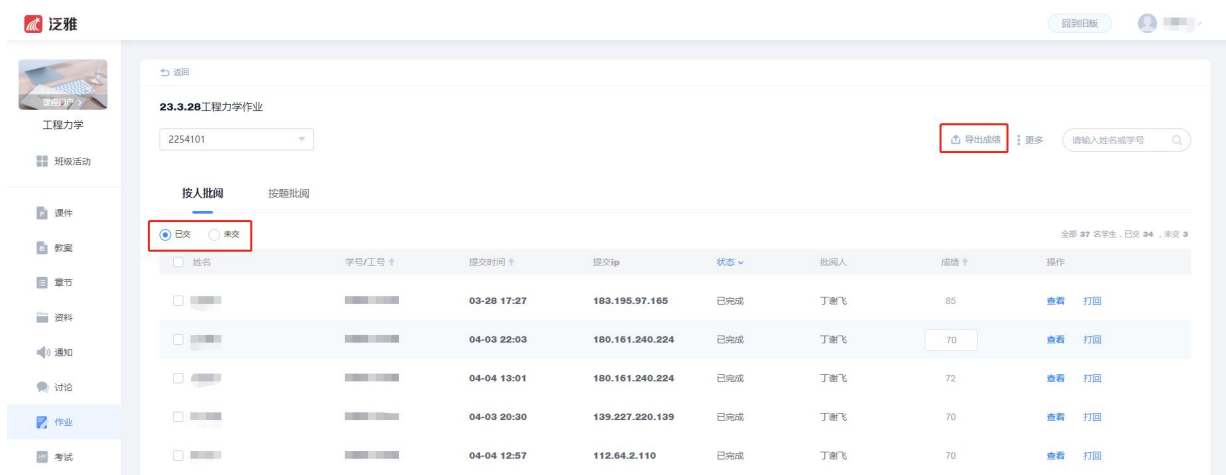 泛雅
回到旧版
课程门户 >
工程力学
班级活动
课件
教案
章节
资料
通知
讨论
作业
考试
返回
23.3.28工程力学作业
2254101
导出成绩
更多
请输入姓名或学号
按人批阅 按题批阅
已交 未交
全部 37 名学生，已交 34 ，未交 3
姓名 学号/工号 提交时间 提交ip 状态 批阅人 成绩 操作
03-28 17:27 183.195.97.165 已完成 丁谢飞 85 查看 打回
04-03 22:03 180.161.240.224 已完成 丁谢飞 70 查看 打回
04-04 13:01 180.161.240.224 已完成 丁谢飞 72 查看 打回
04-03 20:30 139.227.220.139 已完成 丁谢飞 70 查看 打回
04-04 12:57 112.64.2.110 已完成 丁谢飞 70 查看 打回